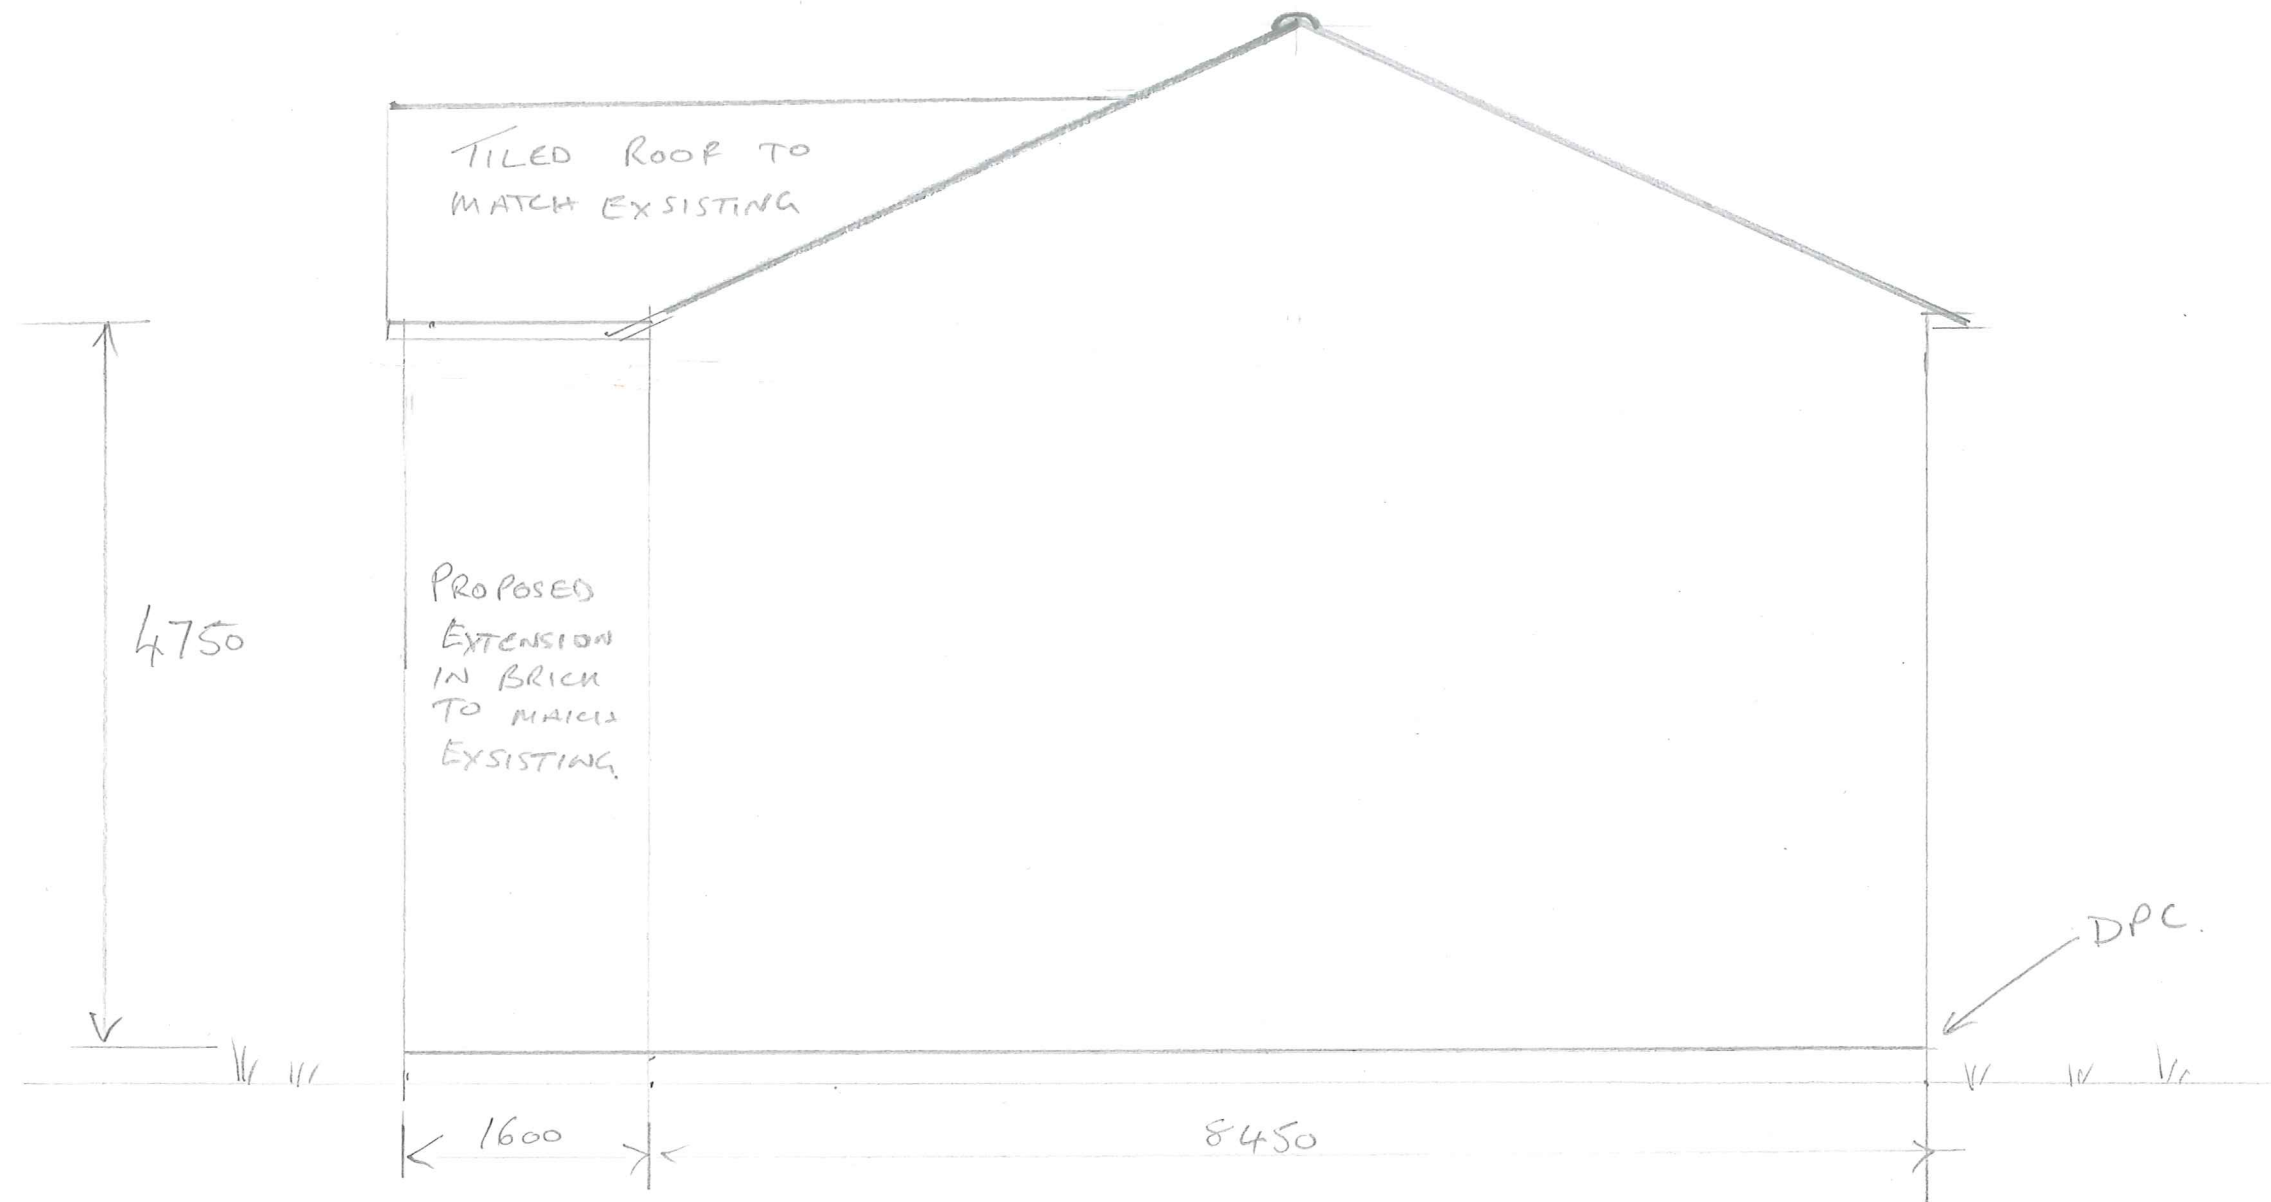 TILED ROOF TO
MATCH EXSISTING
4750
PROPOSED
EXTENSION
IN BRICK
TO MATCH
EXSISTING.
DPC.
1600
8450